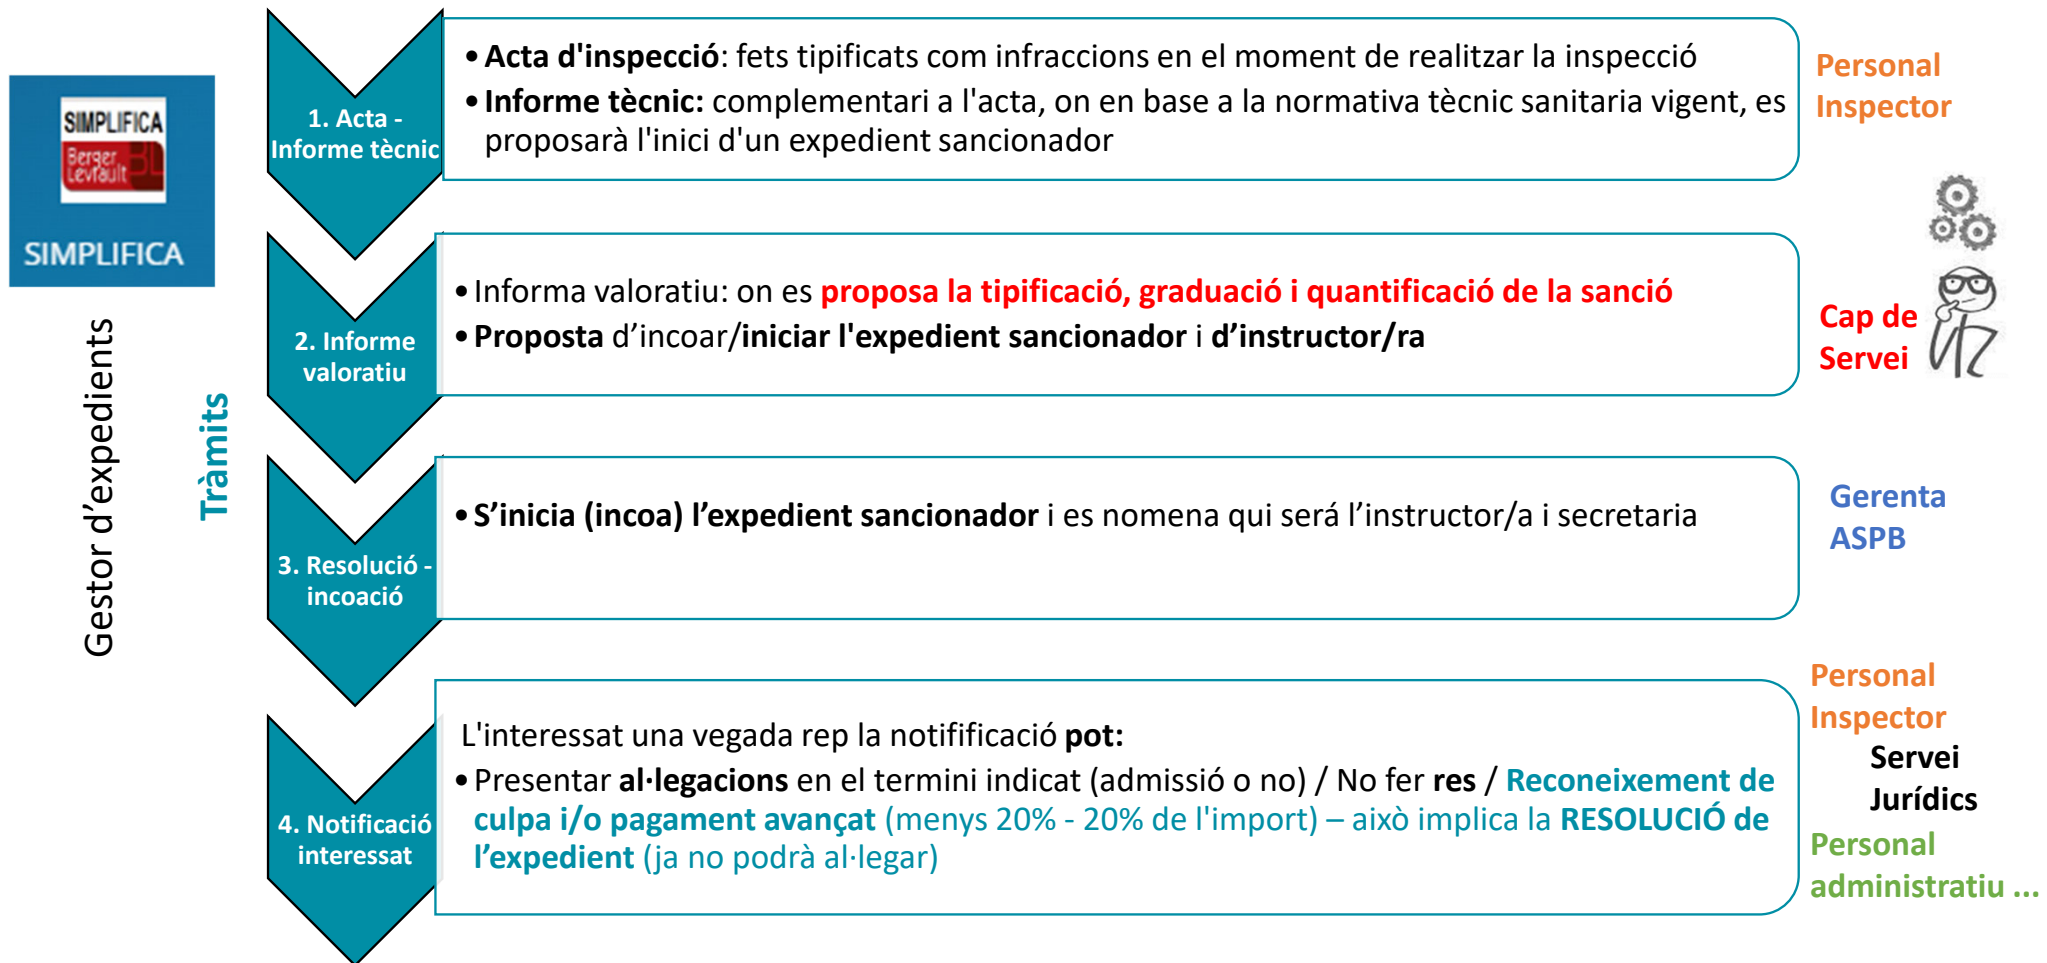 SIMPLIFICA
Berger
Levrault BL
SIMPLIFICA
Gestor d’expedients
Tràmits
1. Acta -
Informe tècnic
• Acta d'inspecció: fets tipificats com infraccions en el moment de realitzar la inspecció
• Informe tècnic: complementari a l'acta, on en base a la normativa tècnic sanitaria vigent, es
proposarà l'inici d'un expedient sancionador
Personal
Inspector
2. Informe
valoratiu
• Informa valoratiu: on es proposa la tipificació, graduació i quantificació de la sanció
• Proposta d’incoar/iniciar l'expedient sancionador i d’instructor/ra
Cap de
Servei
3. Resolució -
incoació
• S’inicia (incoa) l’expedient sancionador i es nomena qui será l’instructor/a i secretaria
Gerenta
ASPB
4. Notificació
interessat
L'interessat una vegada rep la notifificació pot:
• Presentar al·legacions en el termini indicat (admissió o no) / No fer res / Reconeixement de
culpa i/o pagament avançat (menys 20% - 20% de l'import) – això implica la RESOLUCIÓ de
l’expedient (ja no podrà al·legar)
Personal
Inspector
Servei
Jurídics
Personal
administratiu ...